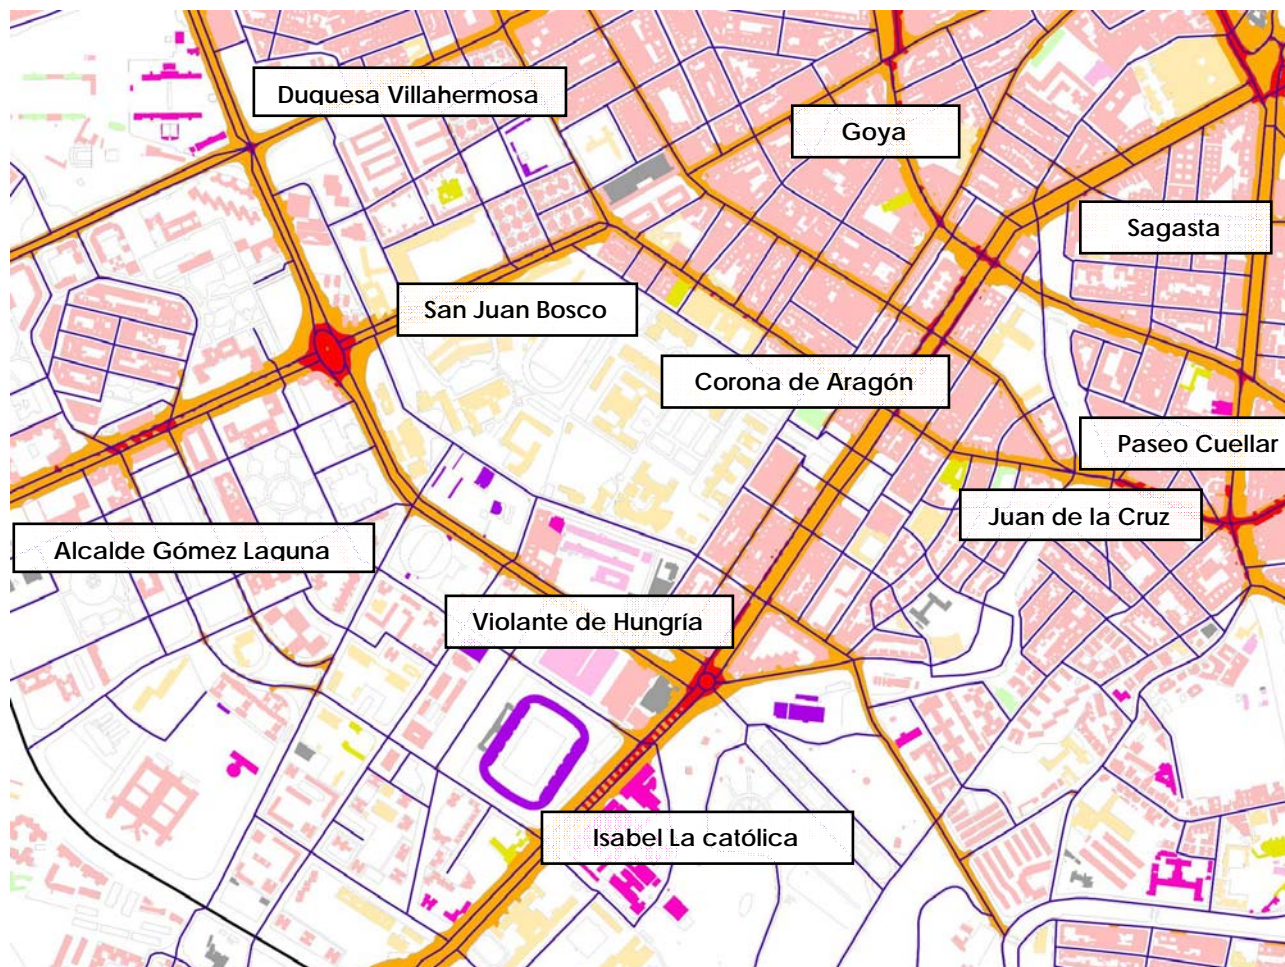 Duquesa Villahermosa
Goya
Sagasta
San Juan Bosco
Corona de Aragón
Paseo Cuellar
Juan de la Cruz
Alcalde Gómez Laguna
Violante de Hungría
Isabel La católica